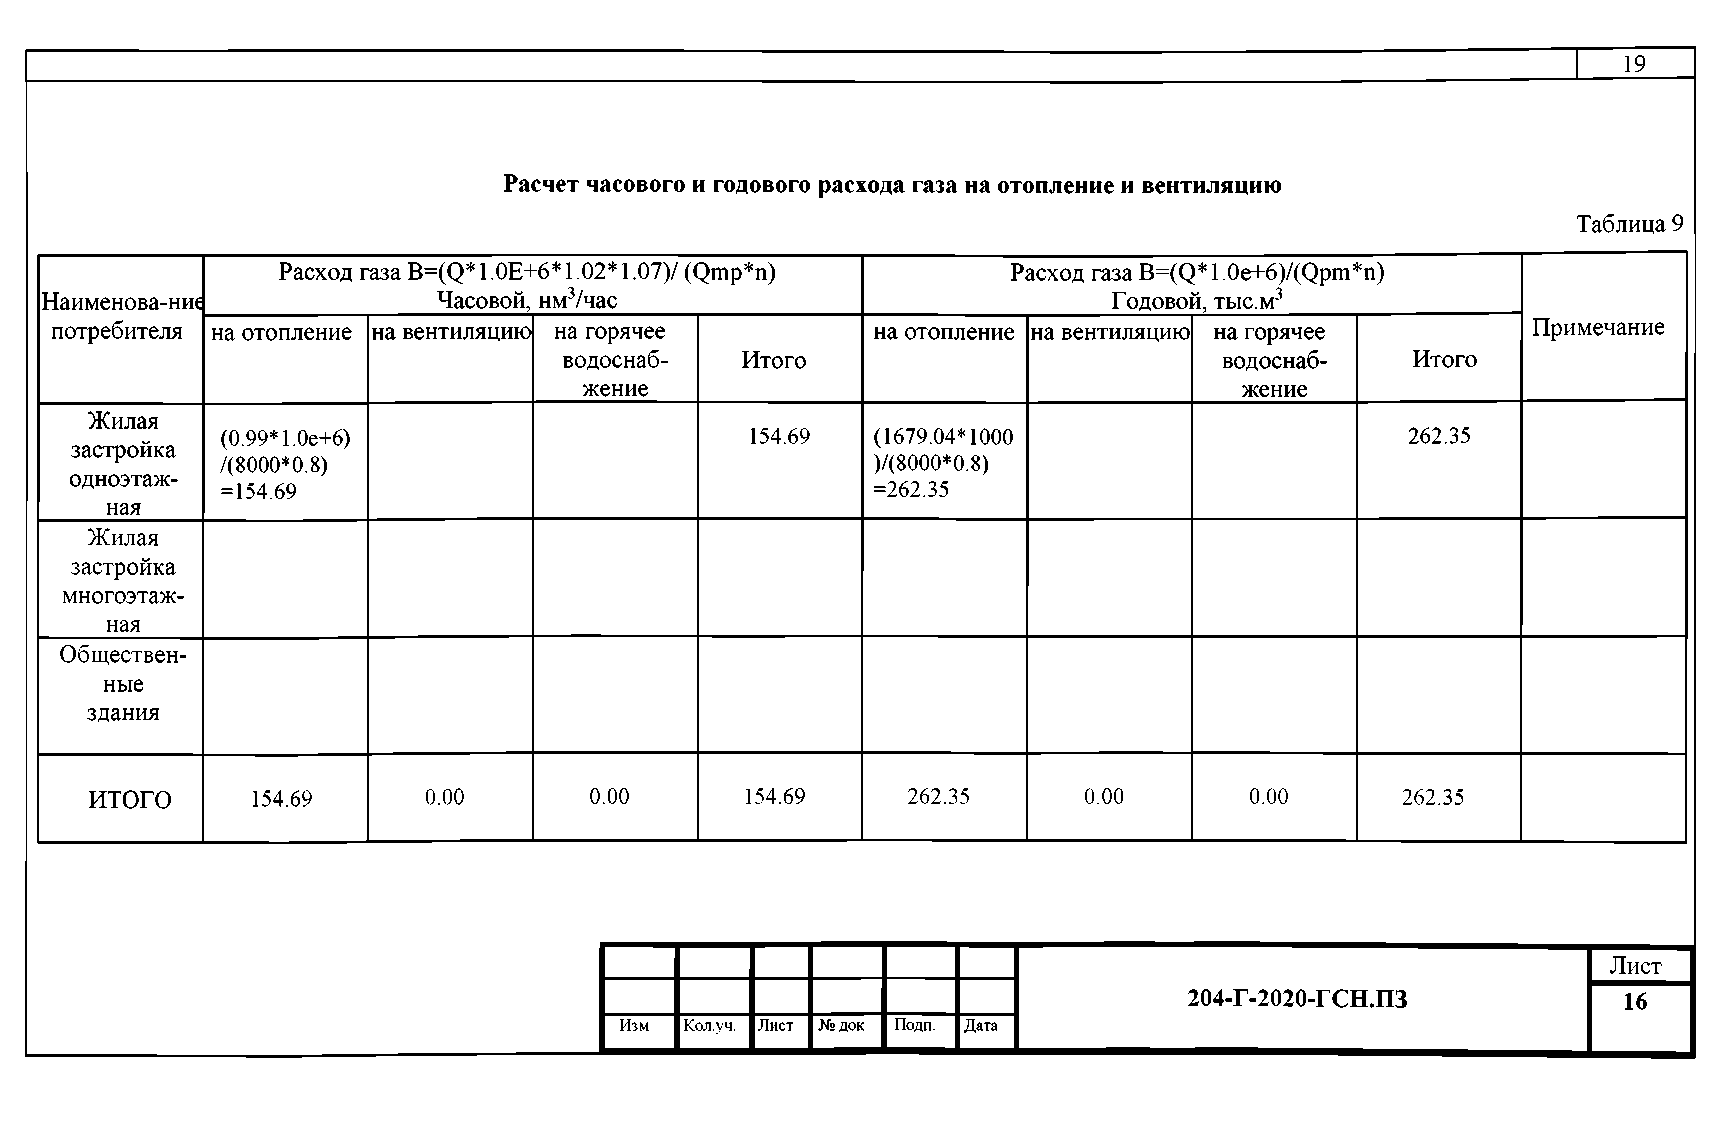 19
Расчет часового и годового расхода газа на отопление и вентиляцию
Таблица 9
Наименова-ние
потребителя
Расход газа В=(Q*1.0Е+6*1.02*1.07)/ (Qmp*n)
Часовой, нм³/час
Расход газа В=(Q*1.0е+6)/(Qpm*n)
Годовой, тыс.м³
Примечание
на отопление
на вентиляцию
на горячее
водоснаб-
жение
Итого
на отопление
на вентиляцию
на горячее
водоснаб-
жение
Итого
Жилая
застройка
одноэтаж-
ная
(0.99*1.0е+6)
/(8000*0.8)
=154.69
154.69
(1679.04*1000
)/(8000*0.8)
=262.35
262.35
Жилая
застройка
многоэтаж-
ная
Обществен-
ные
здания
ИТОГО
154.69
0.00
0.00
154.69
262.35
0.00
0.00
262.35
Изм
Кол.уч.
Лист
№ док
Подп.
Дата
204-Г-2020-ГСН.ПЗ
Лист
16